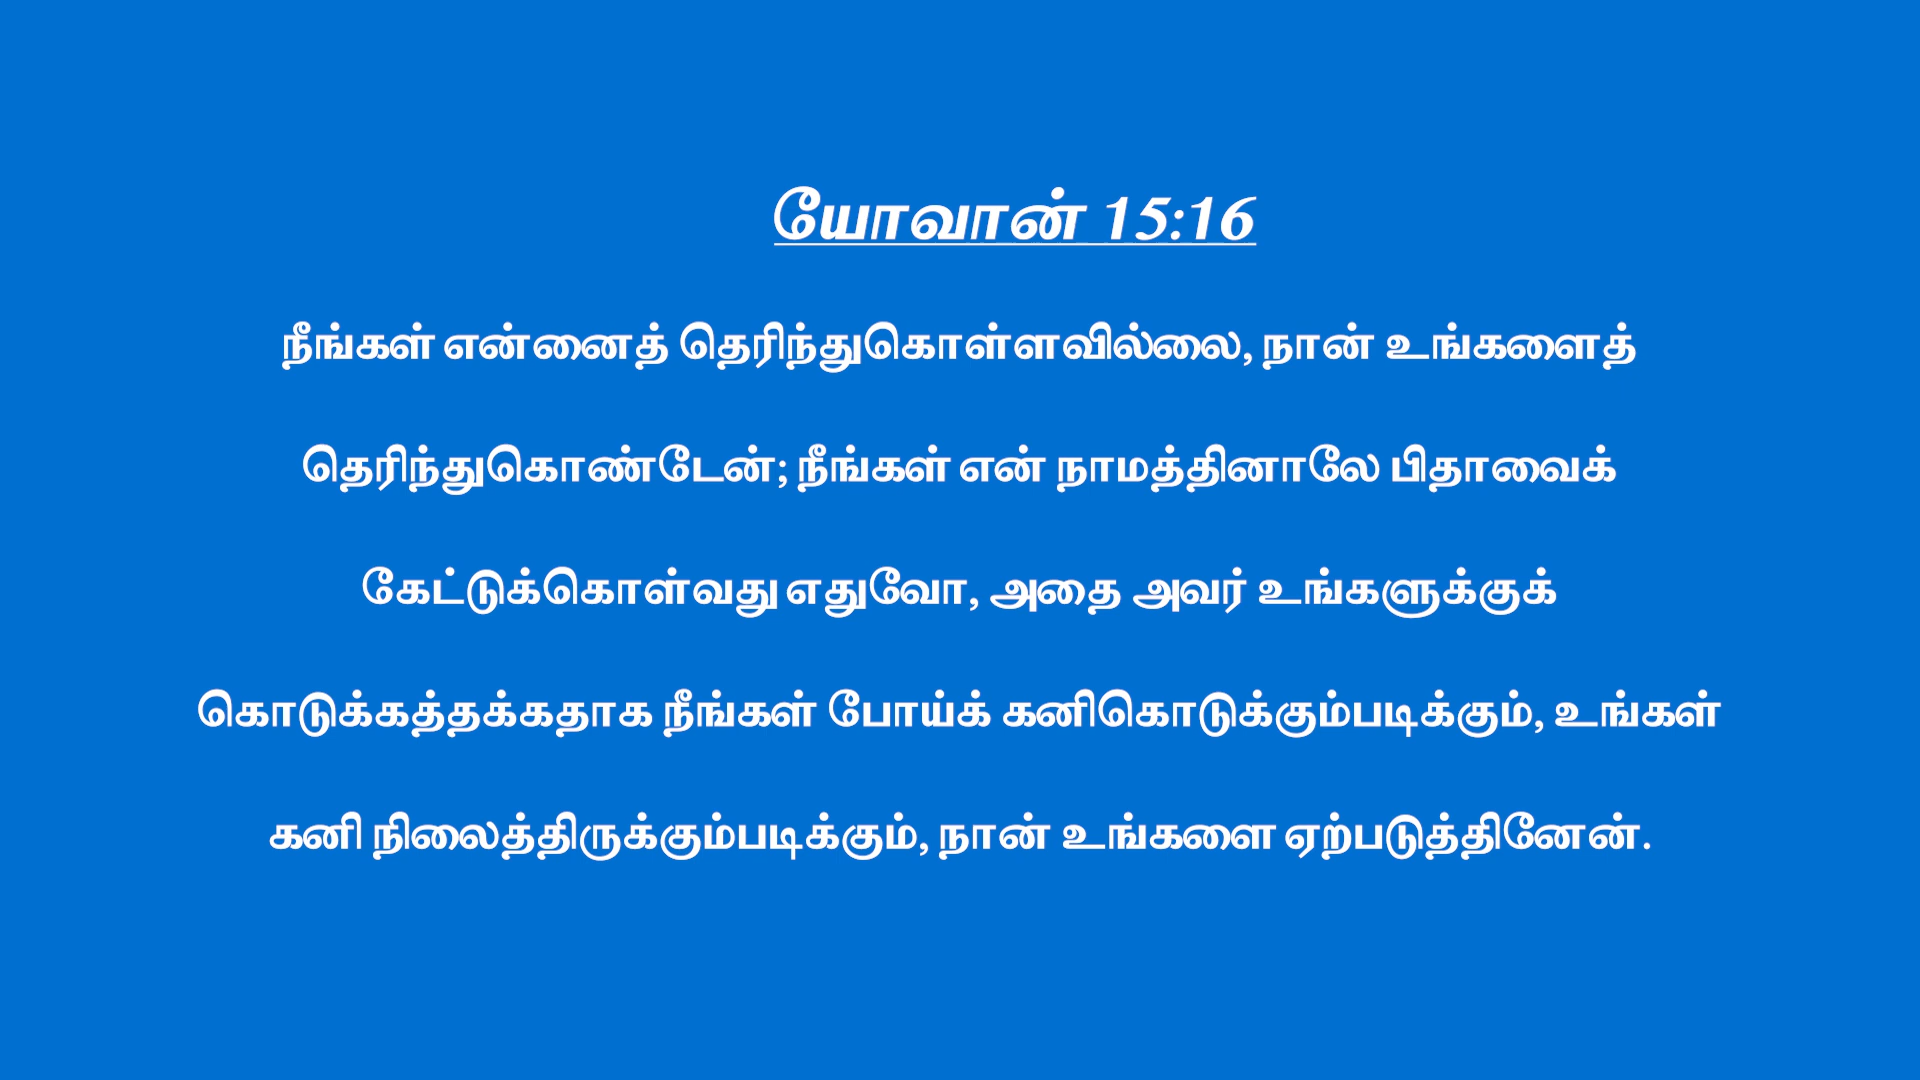 யோவான் 15:16
நீங்கள் என்னைத் தெரிந்துகொள்ளவில்லை, நான் உங்களைத்
தெரிந்துகொண்டேன்; நீங்கள் என் நாமத்தினாலே பிதாவைக்
கேட்டுக்கொள்வது எதுவோ, அதை அவர் உங்களுக்குக்
கொடுக்கத்தக்கதாக நீங்கள் போய்க் கனிகொடுக்கும்படிக்கும், உங்கள்
கனி நிலைத்திருக்கும்படிக்கும், நான் உங்களை ஏற்படுத்தினேன்.